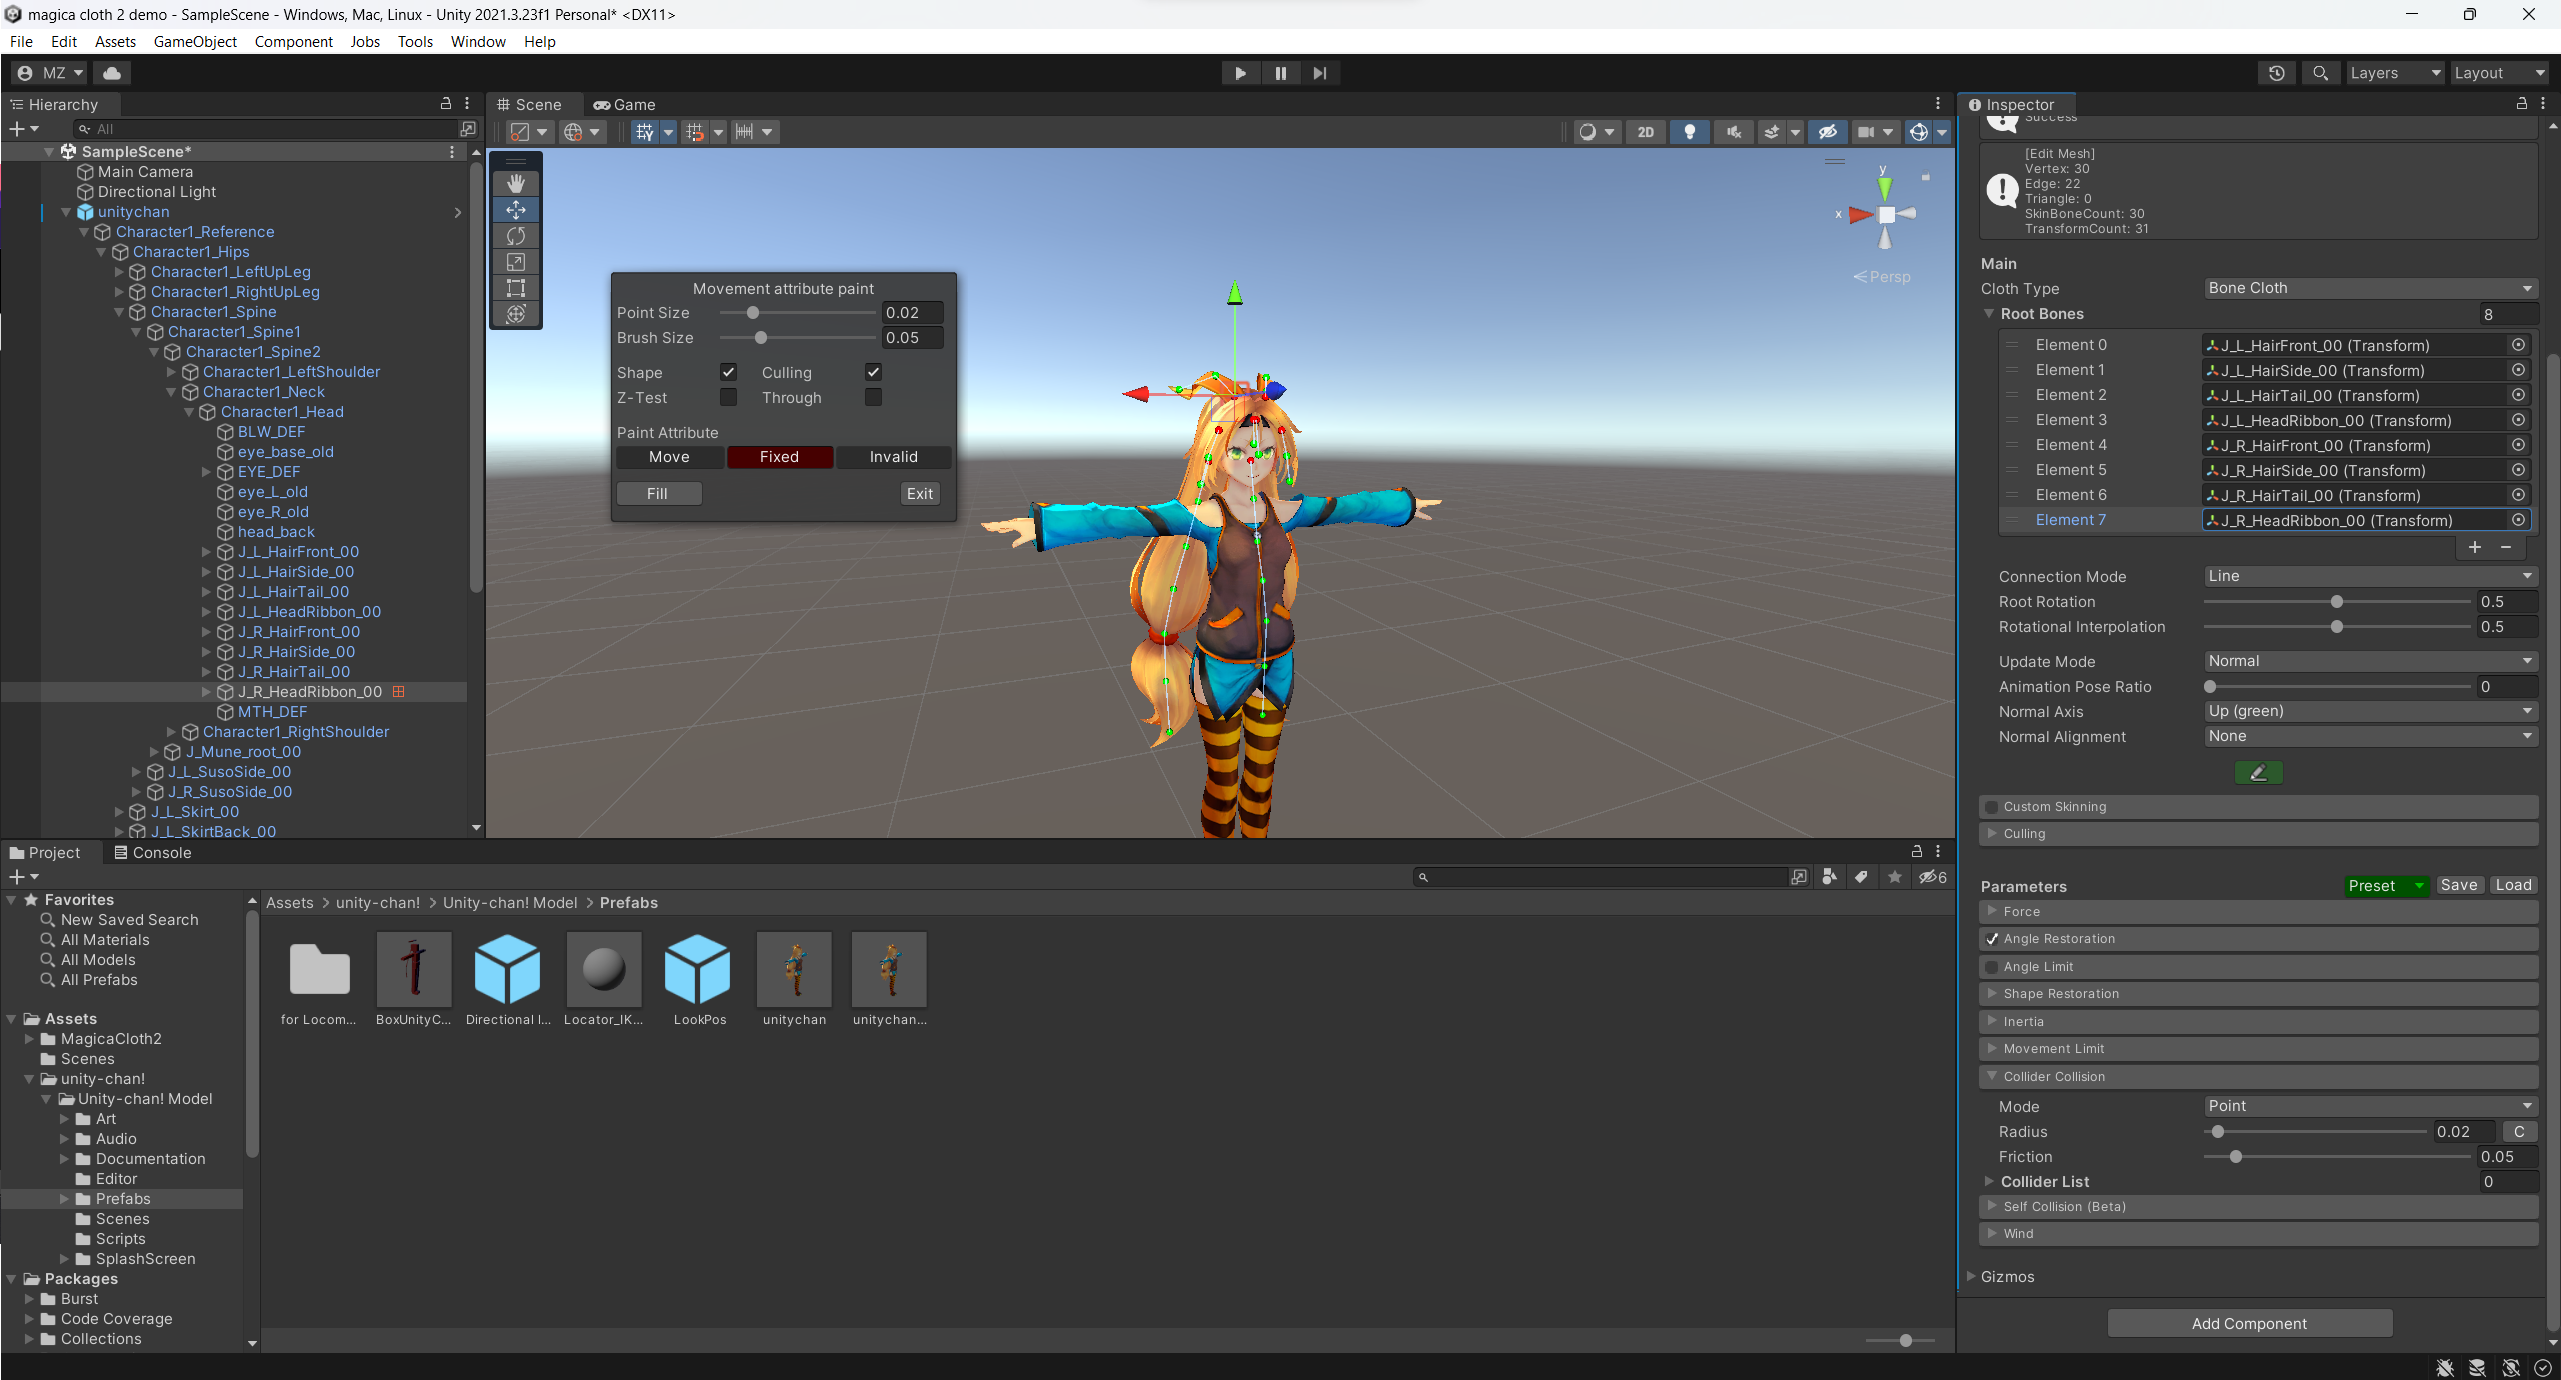 magica cloth 2 demo - SampleScene - Windows, Mac, Linux - Unity 2021.3.23f1 Personal* <DX11>
File Edit Assets GameObject Component Jobs Tools Window Help
MZ
Layers
Layout
Hierarchy
All
SampleScene*
Main Camera
Directional Light
unitychan
Character1_Reference
Character1_Hips
Character1_LeftUpLeg
Character1_RightUpLeg
Character1_Spine
Character1_Spine1
Character1_Spine2
Character1_LeftShoulder
Character1_Neck
Character1_Head
BLW_DEF
eye_base_old
EYE_DEF
eye_L_old
eye_R_old
head_back
J_L_HairFront_00
J_L_HairSide_00
J_L_HairTail_00
J_L_HeadRibbon_00
J_R_HairFront_00
J_R_HairSide_00
J_R_HairTail_00
J_R_HeadRibbon_00
MTH_DEF
Character1_RightShoulder
J_Mune_root_00
J_L_SusoSide_00
J_R_SusoSide_00
J_L_Skirt_00
J_L_SkirtBack_00
Scene
Game
2D
y
x
Persp
Movement attribute paint
Point Size 0.02
Brush Size 0.05
Shape Culling
Z-Test Through
Paint Attribute
Move Fixed Invalid
Fill Exit
Inspector
Success
[Edit Mesh]
Vertex: 30
Edge: 22
Triangle: 0
SkinBoneCount: 30
TransformCount: 31
Main
Cloth Type Bone Cloth
Root Bones 8
Element 0 J_L_HairFront_00 (Transform)
Element 1 J_L_HairSide_00 (Transform)
Element 2 J_L_HairTail_00 (Transform)
Element 3 J_L_HeadRibbon_00 (Transform)
Element 4 J_R_HairFront_00 (Transform)
Element 5 J_R_HairSide_00 (Transform)
Element 6 J_R_HairTail_00 (Transform)
Element 7 J_R_HeadRibbon_00 (Transform)
+ −
Connection Mode Line
Root Rotation 0.5
Rotational Interpolation 0.5
Update Mode Normal
Animation Pose Ratio 0
Normal Axis Up (green)
Normal Alignment None
Custom Skinning
Culling
Parameters Preset Save Load
Force
Angle Restoration
Angle Limit
Shape Restoration
Inertia
Movement Limit
Collider Collision
Mode Point
Radius 0.02 C
Friction 0.05
Collider List 0
Self Collision (Beta)
Wind
Gizmos
Add Component
Project
Console
6
Favorites
New Saved Search
All Materials
All Models
All Prefabs
Assets
MagicaCloth2
Scenes
unity-chan!
Unity-chan! Model
Art
Audio
Documentation
Editor
Prefabs
Scenes
Scripts
SplashScreen
Packages
Burst
Code Coverage
Collections
Assets > unity-chan! > Unity-chan! Model > Prefabs
for Locom... BoxUnityC... Directional I... Locator_IK... LookPos unitychan unitychan...